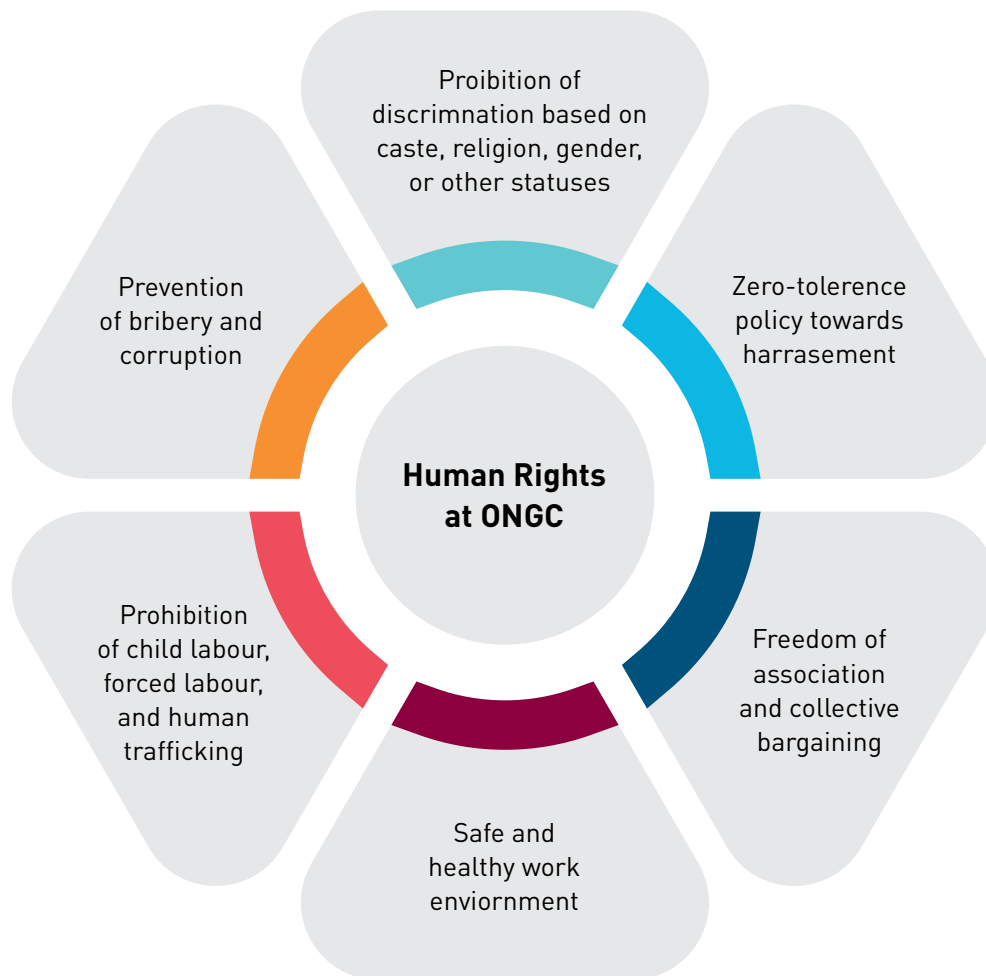 Proibition of
discrimnation based on
caste, religion, gender,
or other statuses
Zero-tolerence
policy towards
harrasement
Freedom of
association
and collective
bargaining
Safe and
healthy work
enviornment
Prohibition
of child labour,
forced labour,
and human
trafficking
Prevention
of bribery and
corruption
Human Rights
at ONGC